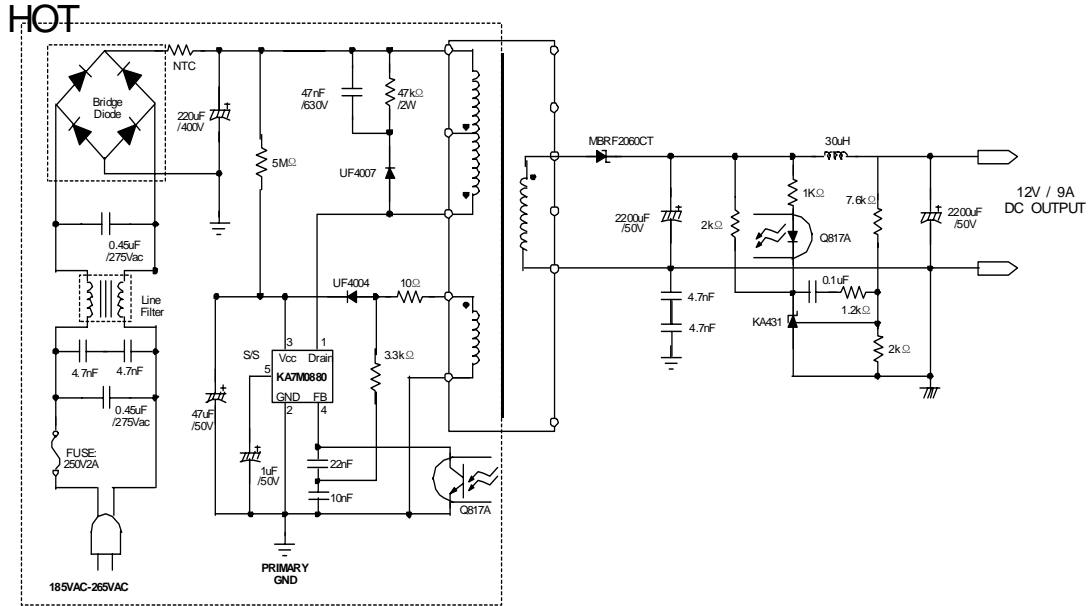 HOT
NTC
Bridge
Diode
220uF
/400V
47nF
/630V
47kΩ
/2W
5MΩ
UF4007
0.45uF
/275Vac
Line
Filter
4.7nF
4.7nF
0.45uF
/275Vac
FUSE:
250V2A
185VAC-265VAC
UF4004
10Ω
3.3kΩ
S/S
3
1
Vcc
Drain
5
KA7M0880
GND
FB
2
4
47uF
/50V
1uF
/50V
22nF
10nF
Q817A
PRIMARY
GND
MBRF2060CT
30uH
2200uF
/50V
2kΩ
1KΩ
7.6kΩ
Q817A
2200uF
/50V
12V / 9A
DC OUTPUT
4.7nF
4.7nF
0.1uF
1.2kΩ
KA431
2kΩ